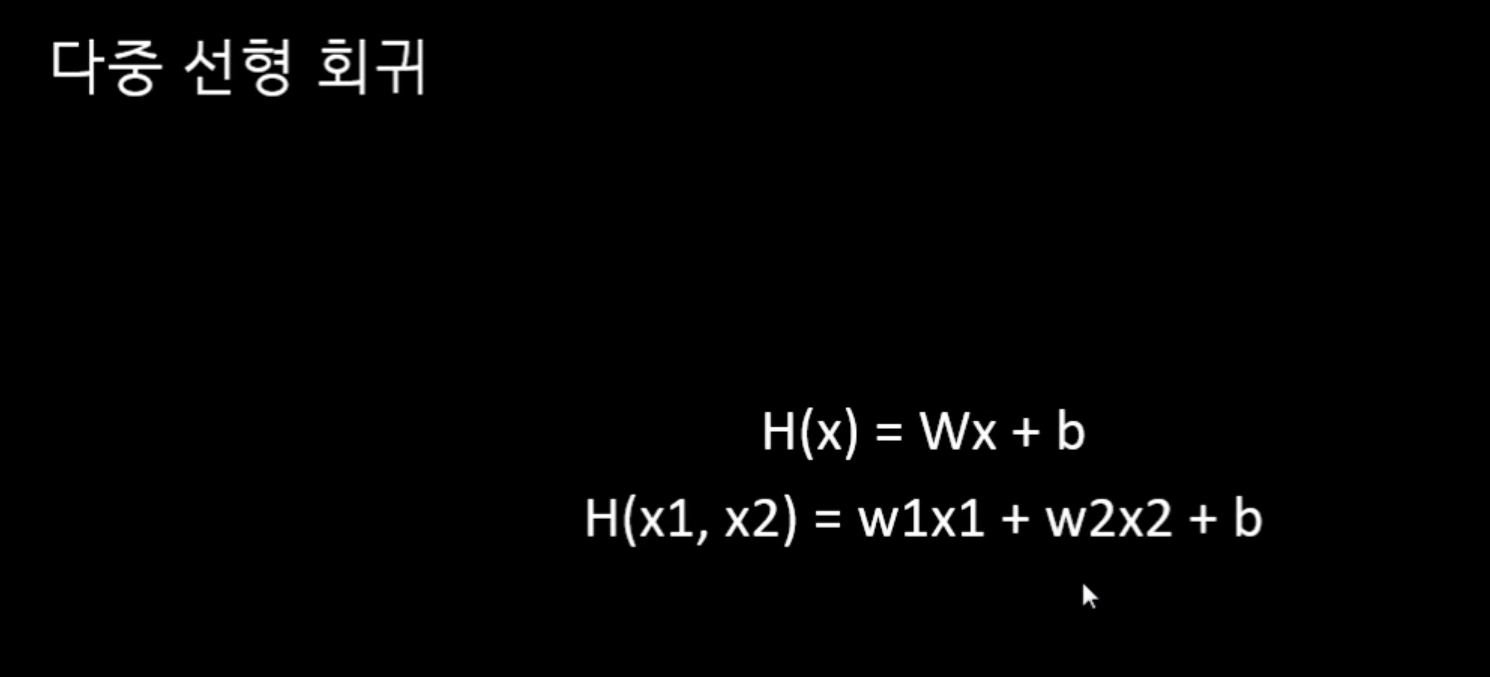 다중 선형 회귀
H(x) = Wx + b
H(x1, x2) = w1x1 + w2x2 + b